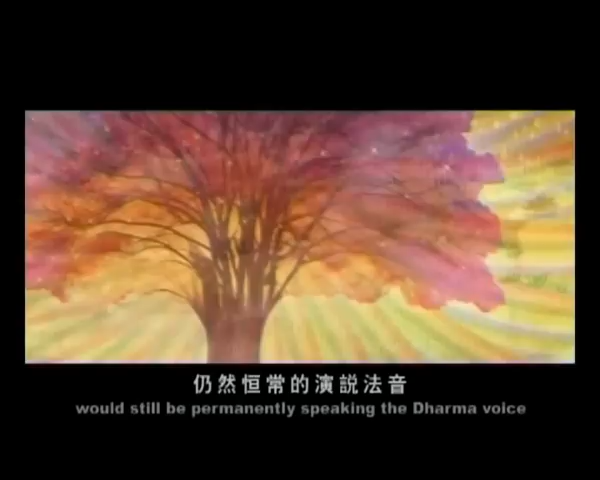 仍然恒常的演説法音
would still be permanently speaking the Dharma voice